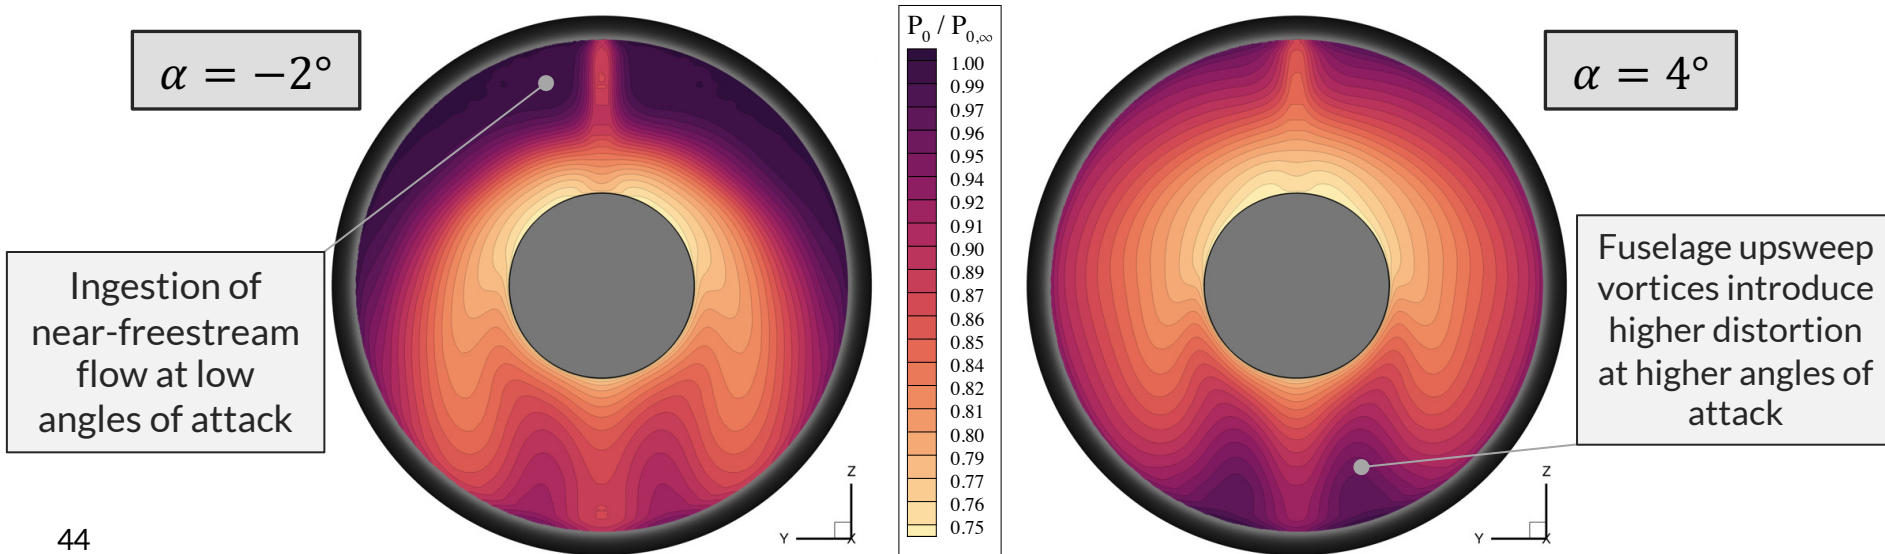 α = −2°
Ingestion of
near-freestream
flow at low
angles of attack
44
Z
Y
X
P₀ / P₀,∞
1.00
0.99
0.97
0.96
0.95
0.94
0.92
0.91
0.90
0.89
0.87
0.86
0.84
0.82
0.81
0.80
0.79
0.77
0.76
0.75
α = 4°
Fuselage upsweep
vortices introduce
higher distortion
at higher angles of
attack
Z
Y
X